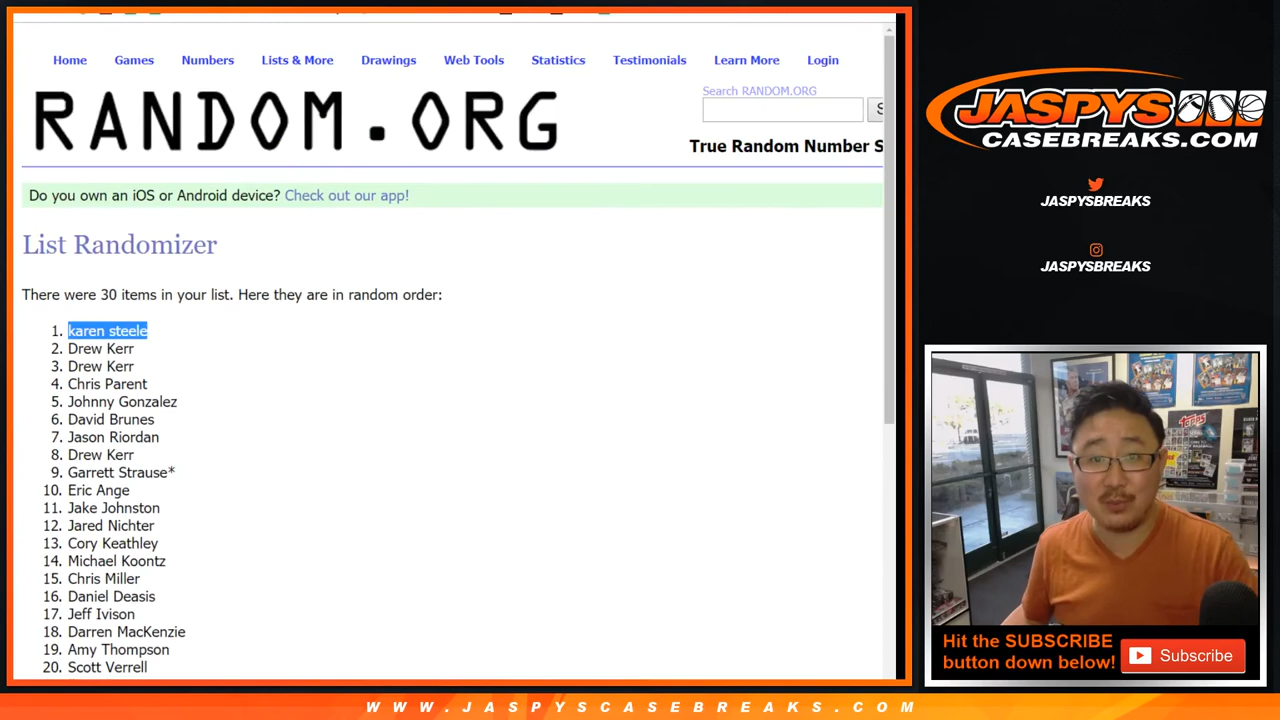 Home Games Numbers Lists & More Drawings Web Tools Statistics Testimonials Learn More Login
RANDOM.ORG
Search RANDOM.ORG
S
True Random Number S
Do you own an iOS or Android device? Check out our app!
List Randomizer
There were 30 items in your list. Here they are in random order:
1. karen steele
2. Drew Kerr
3. Drew Kerr
4. Chris Parent
5. Johnny Gonzalez
6. David Brunes
7. Jason Riordan
8. Drew Kerr
9. Garrett Strause*
10. Eric Ange
11. Jake Johnston
12. Jared Nichter
13. Cory Keathley
14. Michael Koontz
15. Chris Miller
16. Daniel Deasis
17. Jeff Ivison
18. Darren MacKenzie
19. Amy Thompson
20. Scott Verrell
JASPYS
CASEBREAKS.COM
JASPYSBREAKS
JASPYSBREAKS
topps
Hit the SUBSCRIBE
button down below!
Subscribe
WWW.JASPYSCASEBREAKS.COM